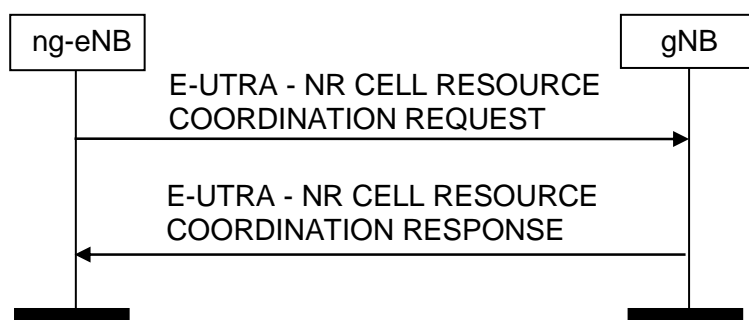 ng-eNB
gNB
E-UTRA - NR CELL RESOURCE
COORDINATION REQUEST
E-UTRA - NR CELL RESOURCE
COORDINATION RESPONSE